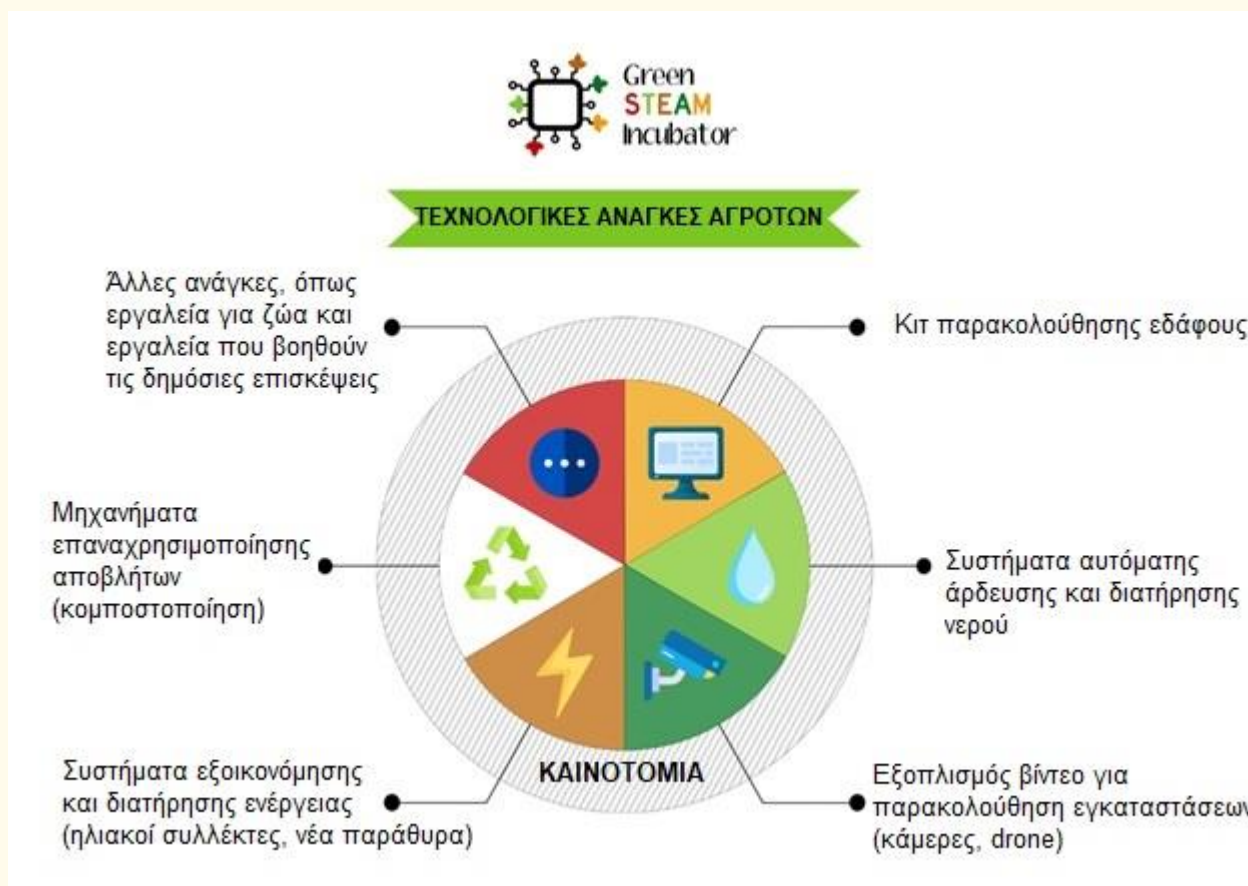 Green
STEAM
Incubator
ΤΕΧΝΟΛΟΓΙΚΕΣ ΑΝΑΓΚΕΣ ΑΓΡΟΤΩΝ
Άλλες ανάγκες, όπως
εργαλεία για ζώα και
εργαλεία που βοηθούν
τις δημόσιες επισκέψεις
Κιτ παρακολούθησης εδάφους
Μηχανήματα
επαναχρησιμοποίησης
αποβλήτων
(κομποστοποίηση)
Συστήματα αυτόματης
άρδευσης και διατήρησης
νερού
Συστήματα εξοικονόμησης
και διατήρησης ενέργειας
(ηλιακοί συλλέκτες, νέα παράθυρα)
ΚΑΙΝΟΤΟΜΙΑ
Εξοπλισμός βίντεο για
παρακολούθηση εγκαταστάσεων
(κάμερες, drone)